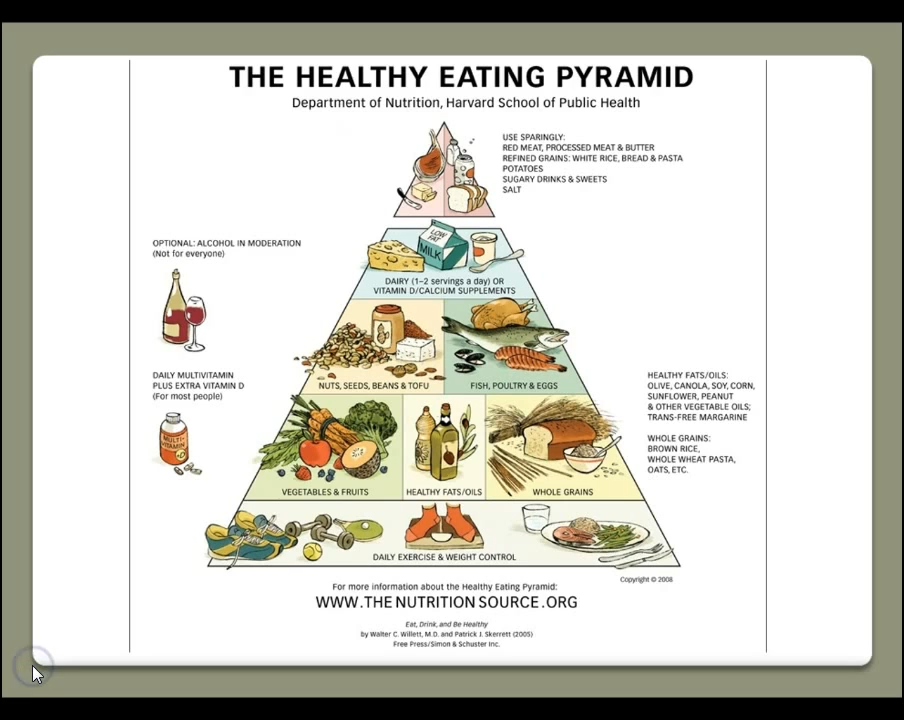 THE HEALTHY EATING PYRAMID
Department of Nutrition, Harvard School of Public Health
USE SPARINGLY:
RED MEAT, PROCESSED MEAT & BUTTER
REFINED GRAINS: WHITE RICE, BREAD & PASTA
POTATOES
SUGARY DRINKS & SWEETS
SALT
OPTIONAL: ALCOHOL IN MODERATION
(Not for everyone)
LOW
FAT
MILK
DAIRY (1–2 servings a day) OR
VITAMIN D/CALCIUM SUPPLEMENTS
DAILY MULTIVITAMIN
PLUS EXTRA VITAMIN D
(For most people)
MULTI-
VITAMIN
+D
NUTS, SEEDS, BEANS & TOFU
FISH, POULTRY & EGGS
HEALTHY FATS/OILS:
OLIVE, CANOLA, SOY, CORN,
SUNFLOWER, PEANUT
& OTHER VEGETABLE OILS;
TRANS-FREE MARGARINE
WHOLE GRAINS:
BROWN RICE,
WHOLE WHEAT PASTA,
OATS, ETC.
VEGETABLES & FRUITS
HEALTHY FATS/OILS
WHOLE GRAINS
DAILY EXERCISE & WEIGHT CONTROL
Copyright © 2008
For more information about the Healthy Eating Pyramid:
WWW.THENUTRITIONSOURCE.ORG
Eat, Drink, and Be Healthy
by Walter C. Willett, M.D. and Patrick J. Skerrett (2005)
Free Press/Simon & Schuster Inc.